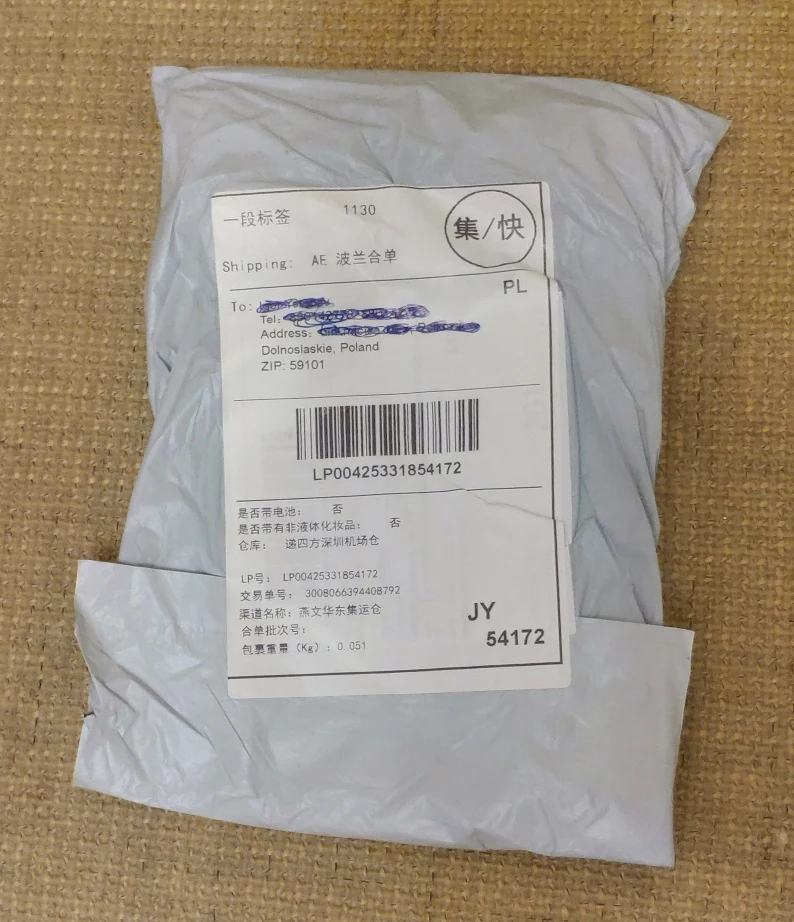 一段标签 1130
集/快
Shipping: AE 波兰合单
PL
To:
Tel:
Address:
Dolnoslaskie, Poland
ZIP: 59101
LP00425331854172
是否带电池: 否
是否带有非液体化妆品: 否
仓库: 递四方深圳机场仓
LP号: LP00425331854172
交易单号: 3008066394408792
渠道名称: 燕文华东集运仓
合单批次号:
包裹重量 (Kg): 0.051
JY
54172